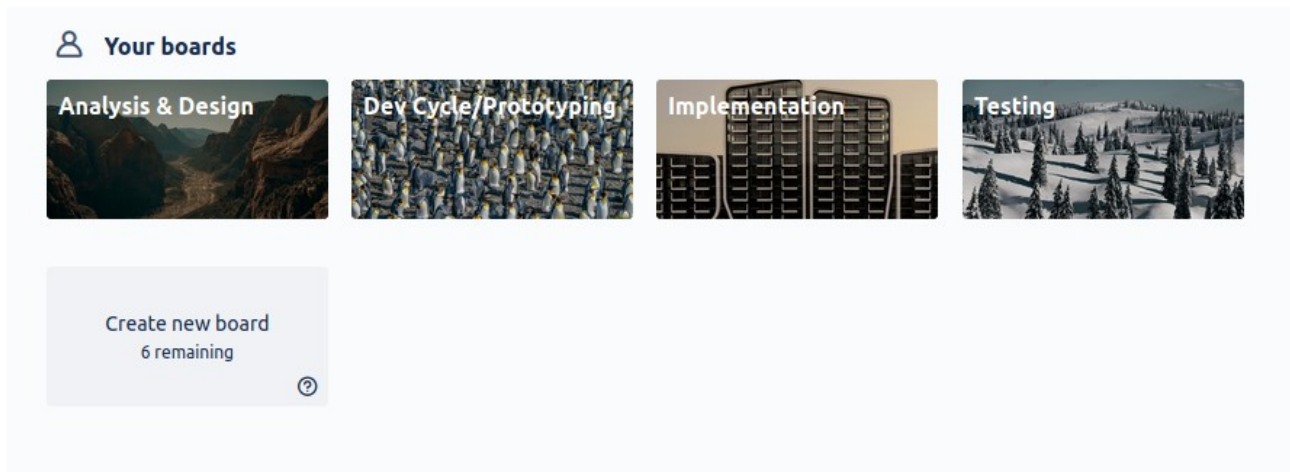 Your boards
Analysis & Design
Dev Cycle/Prototyping
Implementation
Testing
Create new board
6 remaining